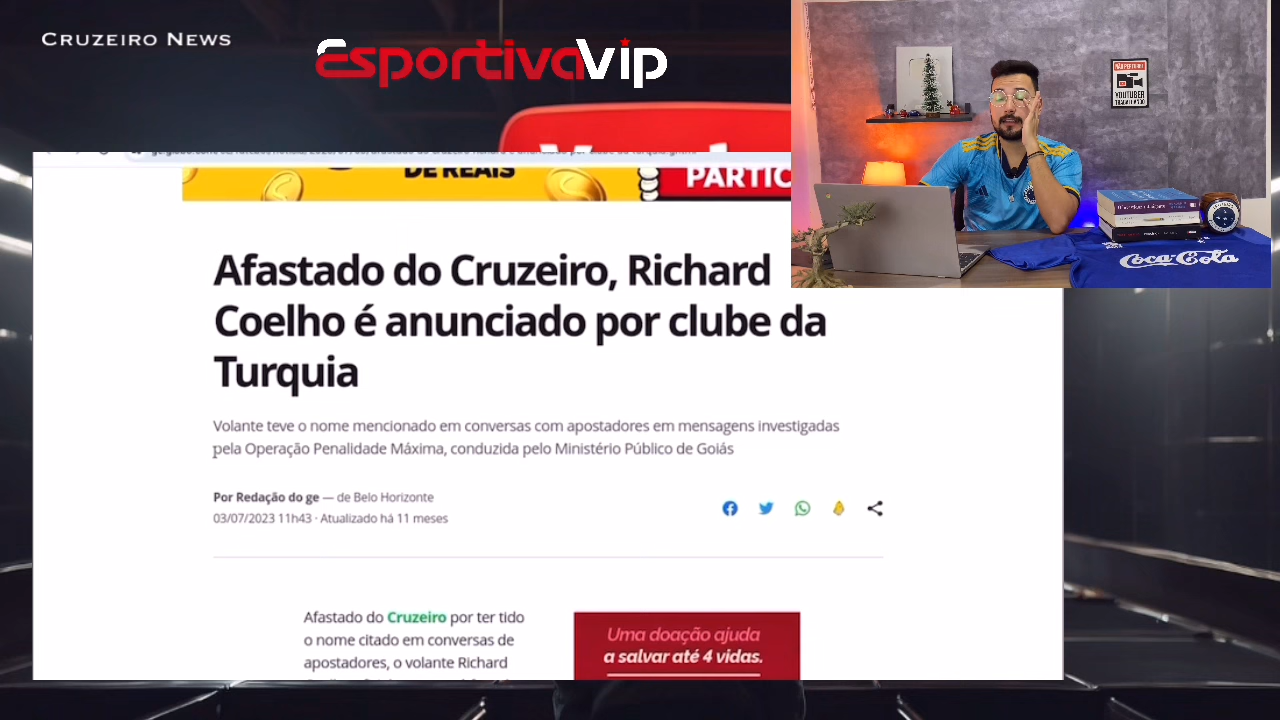 CRUZEIRO NEWS
EsportivaVip
NÃO PERTURBE
YOUTUBER
TRABALHANDO
DE REAIS
PARTIC
Coca-Cola
Afastado do Cruzeiro, Richard
Coelho é anunciado por clube da
Turquia
Volante teve o nome mencionado em conversas com apostadores em mensagens investigadas
pela Operação Penalidade Máxima, conduzida pelo Ministério Público de Goiás
Por Redação do ge — de Belo Horizonte
03/07/2023 11h43 · Atualizado há 11 meses
Afastado do Cruzeiro por ter tido
o nome citado em conversas de
apostadores, o volante Richard
Uma doação ajuda
a salvar até 4 vidas.